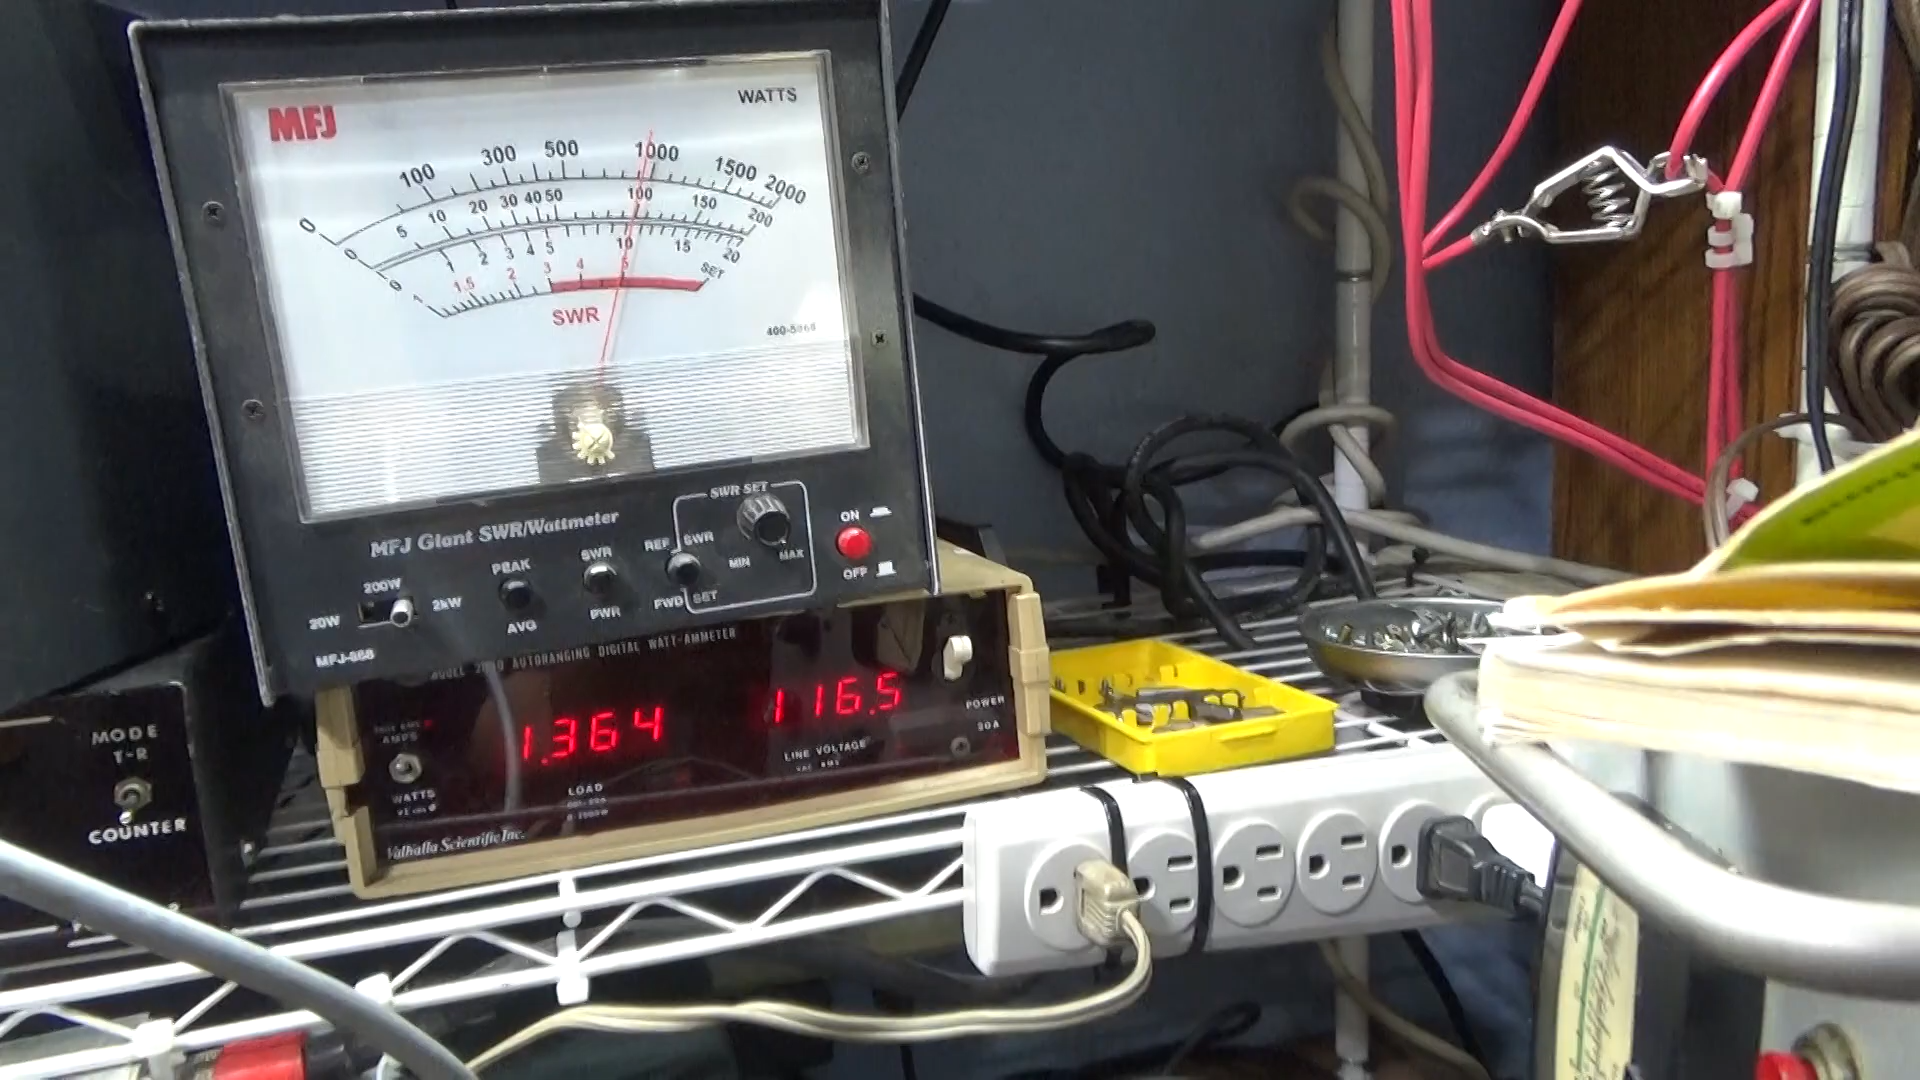 MFJ
WATTS
0 100 300 500 1000 1500 2000
0 5 10 20 30 40 50 100 150 200
0 1 2 3 4 5 10 15 20
1 1.5 2 3 4 5 SET
SWR
400-5068
MFJ Giant SWR/Wattmeter
SWR SET
20W 200W 2kW
PEAK
AVG
SWR
PWR
REF SWR
FWD SET
MIN MAX
ON
OFF
MFJ-868
AUTORANGING DIGITAL WATT-AMMETER
1.364 116.5
AMPS
WATTS
LOAD
LINE VOLTAGE
POWER
20A
Valhalla Scientific Inc.
MODE
T-R
COUNTER